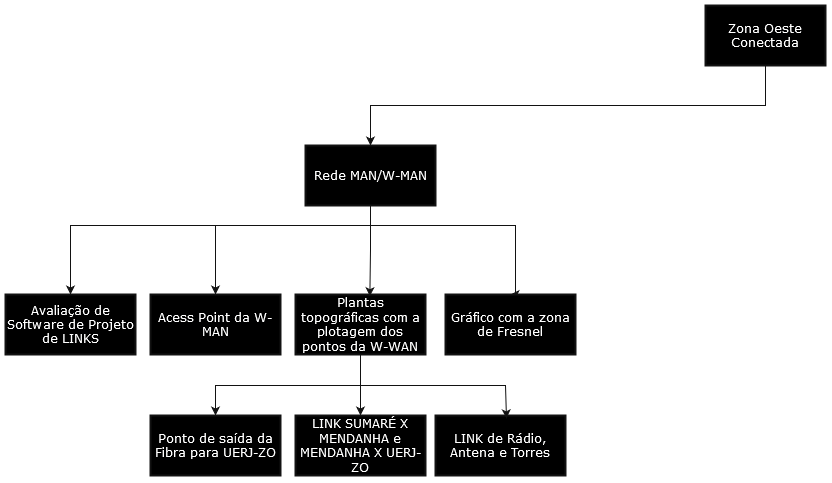 Zona Oeste
Conectada
Rede MAN/W-MAN
Avaliação de
Software de Projeto
de LINKS
Acess Point da W-
MAN
Plantas
topográficas com a
plotagem dos
pontos da W-WAN
Gráfico com a zona
de Fresnel
Ponto de saída da
Fibra para UERJ-ZO
LINK SUMARÉ X
MENDANHA e
MENDANHA X UERJ-
ZO
LINK de Rádio,
Antena e Torres